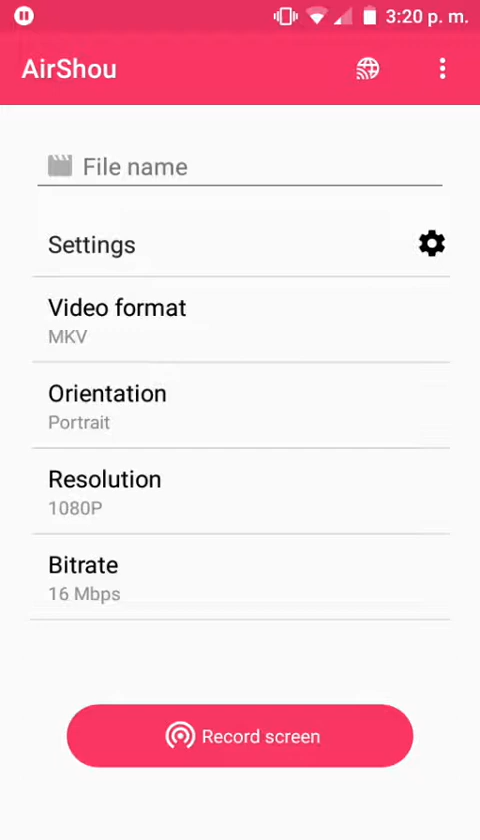 3:20 p. m.
AirShou
File name
Settings
Video format
MKV
Orientation
Portrait
Resolution
1080P
Bitrate
16 Mbps
Record screen